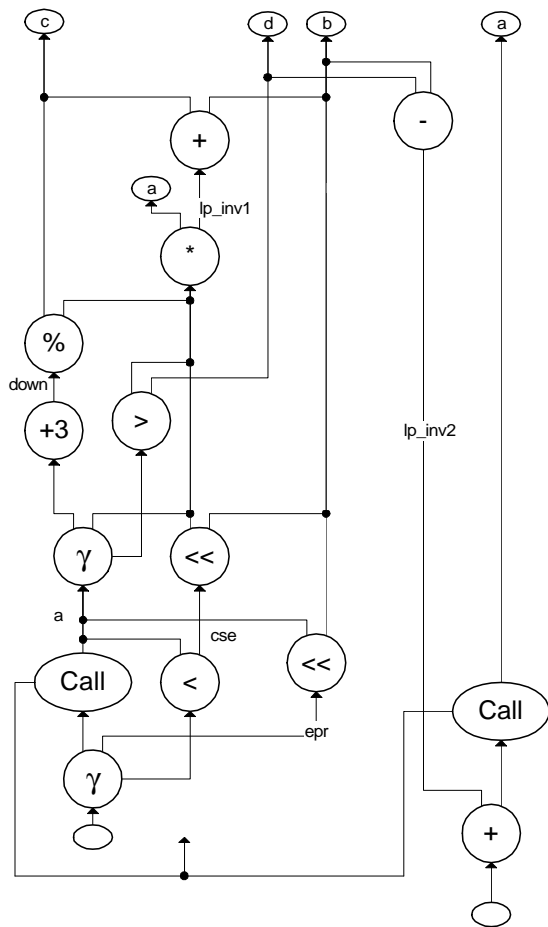 c d b a
+ -
a lp_inv1
*
%
down
+3 > lp_inv2
γ <<
a cse
Call < << Call
epr
γ
+